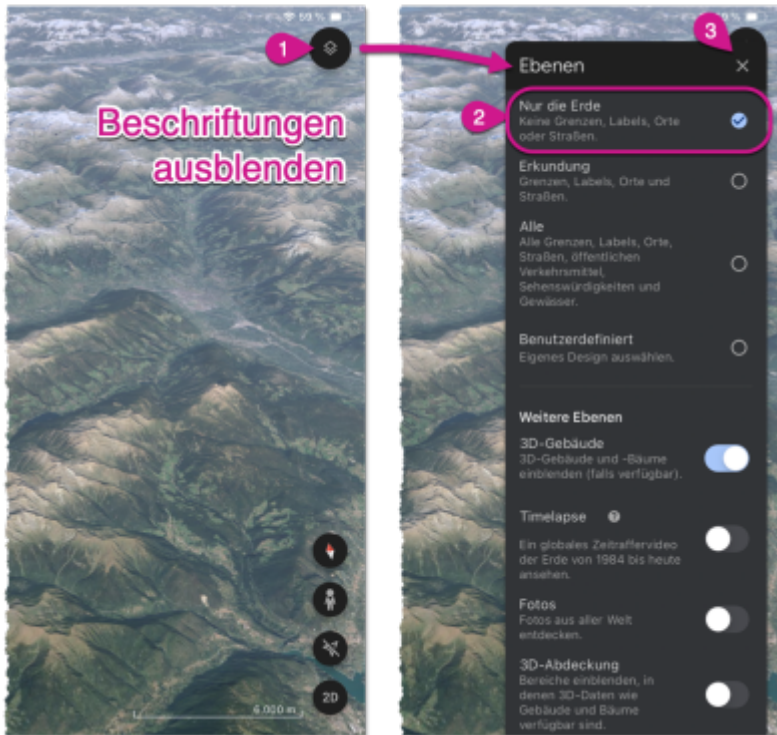 59 %
1
Beschriftungen
ausblenden
2D
6.000 m
3
Ebenen
2
Nur die Erde
Keine Grenzen, Labels, Orte
oder Straßen.
Erkundung
Grenzen, Labels, Orte und
Straßen.
Alle
Alle Grenzen, Labels, Orte,
Straßen, öffentlichen
Verkehrsmittel,
Sehenswürdigkeiten und
Gewässer.
Benutzerdefiniert
Eigenes Design auswählen.
Weitere Ebenen
3D-Gebäude
3D-Gebäude und -Bäume
einblenden (falls verfügbar).
Timelapse ?
Ein globales Zeitraffervideo
der Erde von 1984 bis heute
ansehen.
Fotos
Fotos aus aller Welt
entdecken.
3D-Abdeckung
Bereiche einblenden, in
denen 3D-Daten wie
Gebäude und Bäume
verfügbar sind.